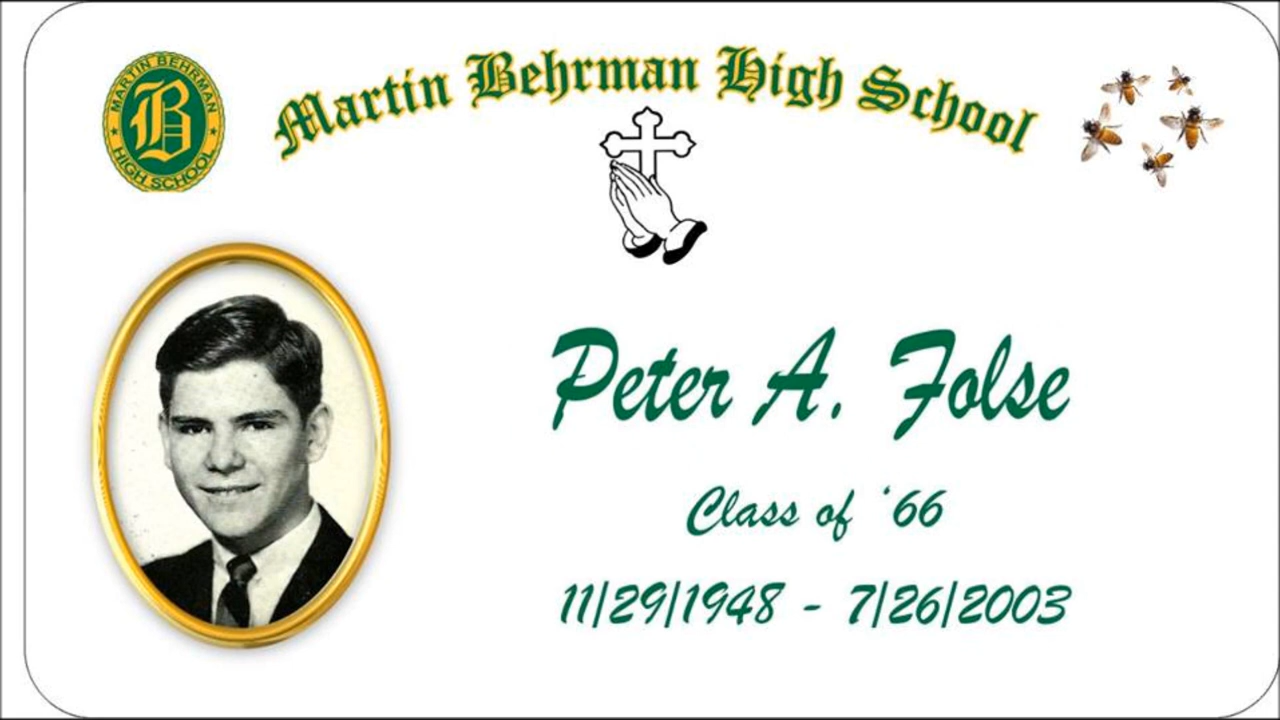 MARTIN BEHRMAN
B
HIGH SCHOOL
Martin Behrman High School
Peter A. Folse
Class of ‘66
11/29/1948 - 7/26/2003